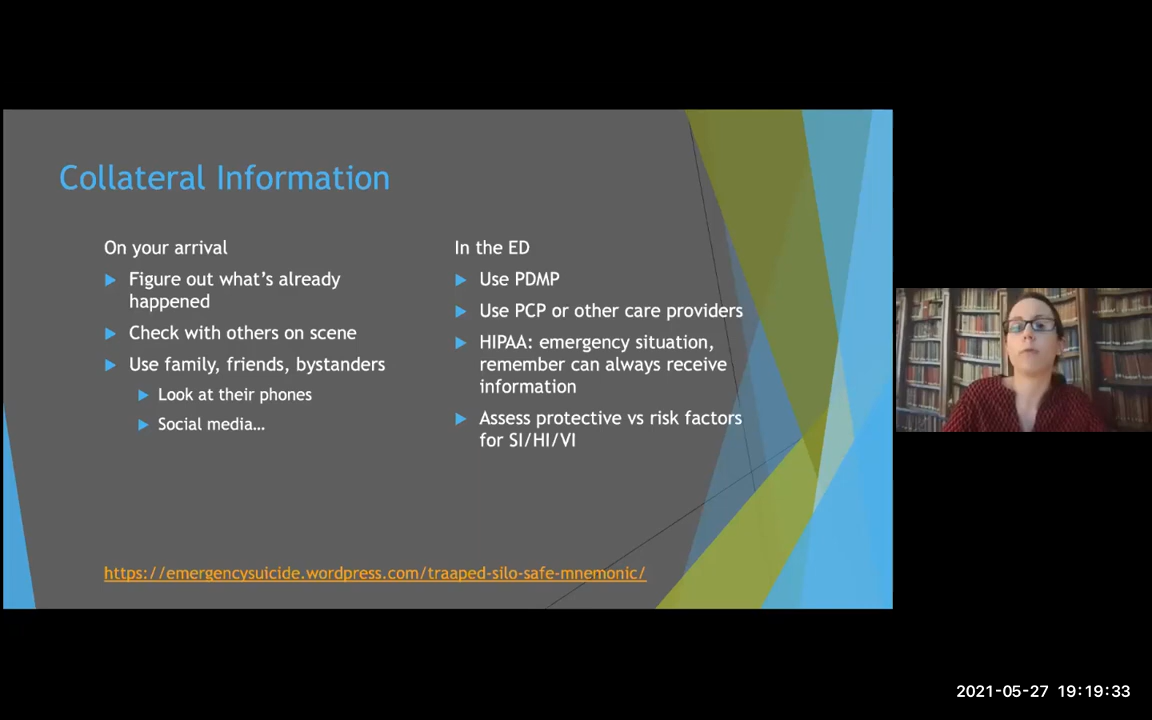 Collateral Information
On your arrival
Figure out what's already
happened
Check with others on scene
Use family, friends, bystanders
Look at their phones
Social media…
In the ED
Use PDMP
Use PCP or other care providers
HIPAA: emergency situation,
remember can always receive
information
Assess protective vs risk factors
for SI/HI/VI
https://emergencysuicide.wordpress.com/traaped-silo-safe-mnemonic/
2021-05-27 19:19:33